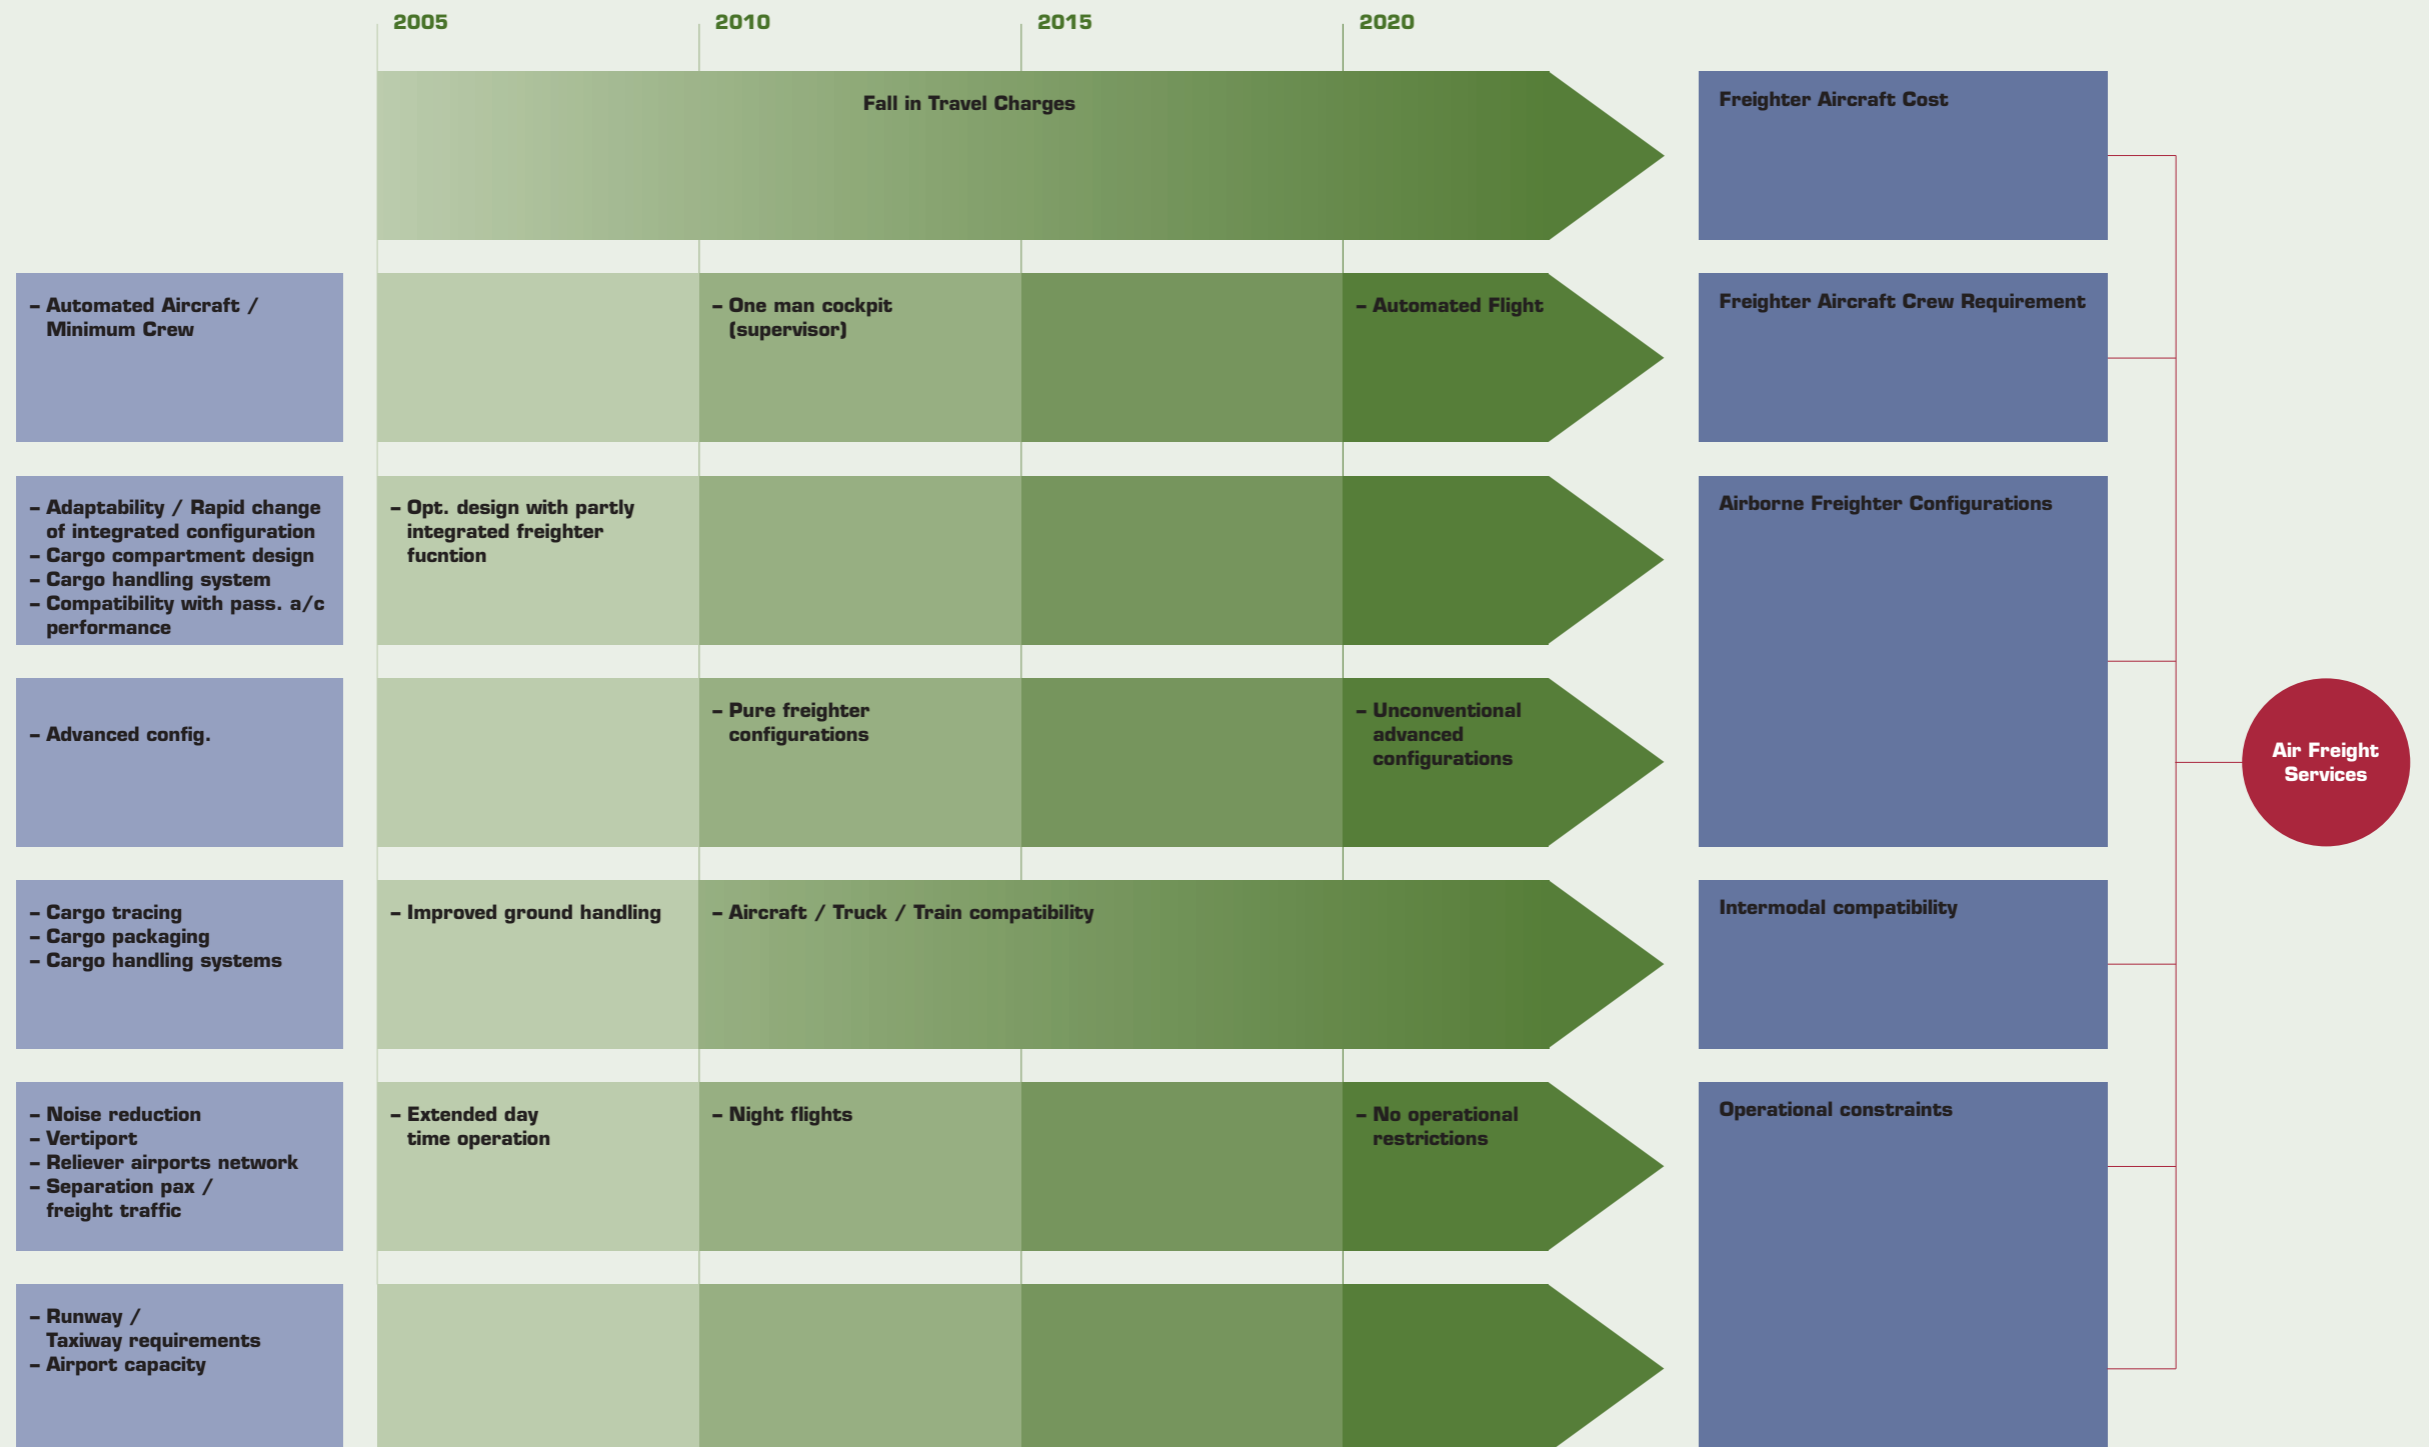 2005
2010
2015
2020
Fall in Travel Charges
Freighter Aircraft Cost
– Automated Aircraft /
Minimum Crew
– One man cockpit
(supervisor)
– Automated Flight
Freighter Aircraft Crew Requirement
– Adaptability / Rapid change
of integrated configuration
– Cargo compartment design
– Cargo handling system
– Compatibility with pass. a/c
performance
– Opt. design with partly
integrated freighter
fucntion
Airborne Freighter Configurations
– Advanced config.
– Pure freighter
configurations
– Unconventional
advanced
configurations
Air Freight
Services
– Cargo tracing
– Cargo packaging
– Cargo handling systems
– Improved ground handling
– Aircraft / Truck / Train compatibility
Intermodal compatibility
– Noise reduction
– Vertiport
– Reliever airports network
– Separation pax /
freight traffic
– Extended day
time operation
– Night flights
– No operational
restrictions
Operational constraints
– Runway /
Taxiway requirements
– Airport capacity